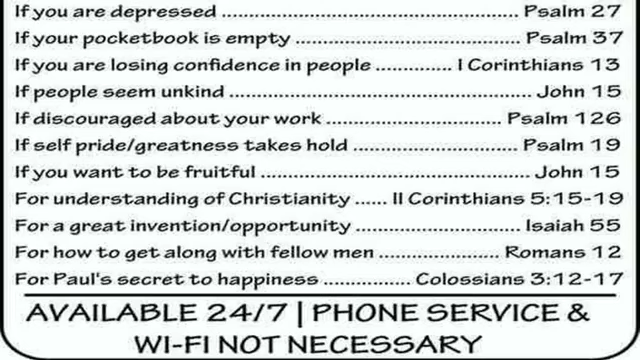 If you are depressed ........................................................ Psalm 27
If your pocketbook is empty .......................................... Psalm 37
If you are losing confidence in people .............. I Corinthians 13
If people seem unkind ......................................................... John 15
If discouraged about your work ................................ Psalm 126
If self pride/greatness takes hold .............................. Psalm 19
If you want to be fruitful .................................................. John 15
For understanding of Christianity ...... II Corinthians 5:15-19
For a great invention/opportunity ............................... Isaiah 55
For how to get along with fellow men ...................... Romans 12
For Paul's secret to happiness ................ Colossians 3:12-17
AVAILABLE 24/7 | PHONE SERVICE &
WI-FI NOT NECESSARY